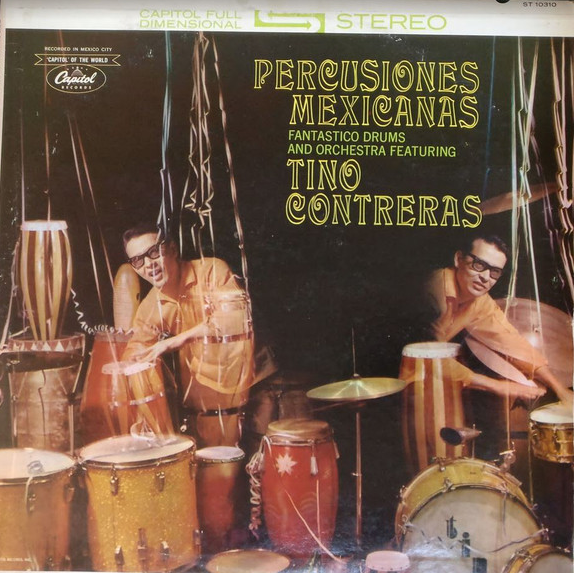 ST 10310
CAPITOL FULL
DIMENSIONAL
STEREO
RECORDED IN MEXICO CITY
"CAPITOL" OF THE WORLD
Capitol
RECORDS
PERCUSIONES
MEXICANAS
FANTASTICO DRUMS
AND ORCHESTRA FEATURING
TINO
CONTRERAS